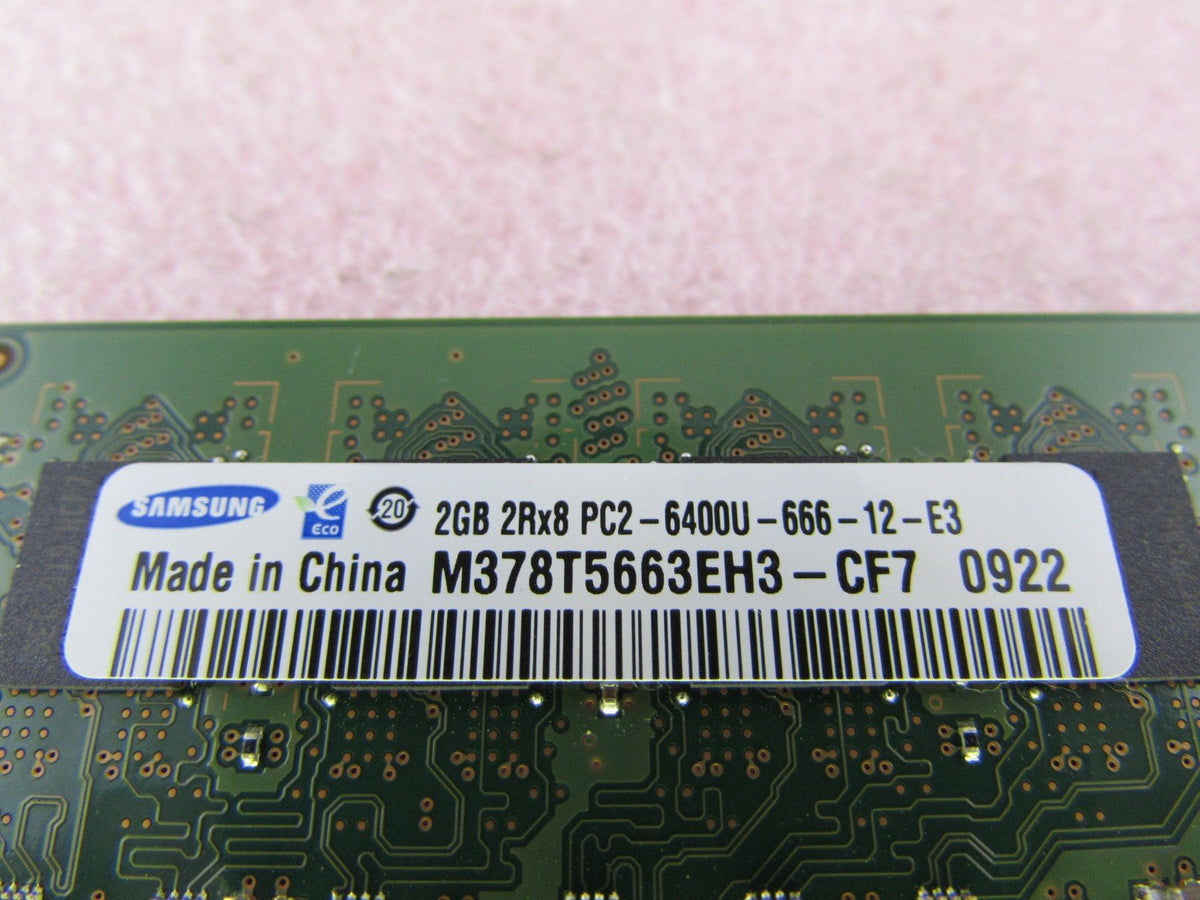 SAMSUNG e Eco 20 2GB 2Rx8 PC2-6400U-666-12-E3
Made in China M378T5663EH3-CF7 0922